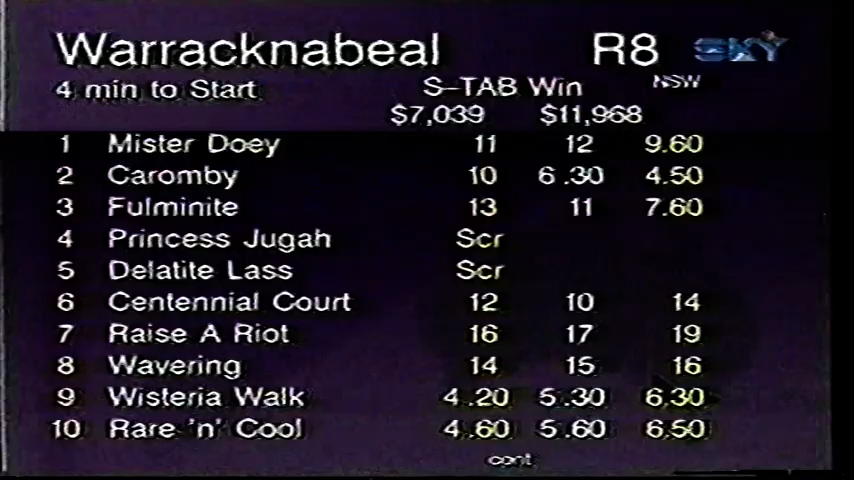 Warracknabeal R8 SKY
4 min to Start S-TAB Win NSW
$7,039 $11,968
1 Mister Doey 11 12 9.60
2 Caromby 10 6.30 4.50
3 Fulminite 13 11 7.60
4 Princess Jugah Scr
5 Delatite Lass Scr
6 Centennial Court 12 10 14
7 Raise A Riot 16 17 19
8 Wavering 14 15 16
9 Wisteria Walk 4.20 5.30 6.30
10 Rare 'n' Cool 4.60 5.60 6.50
cont